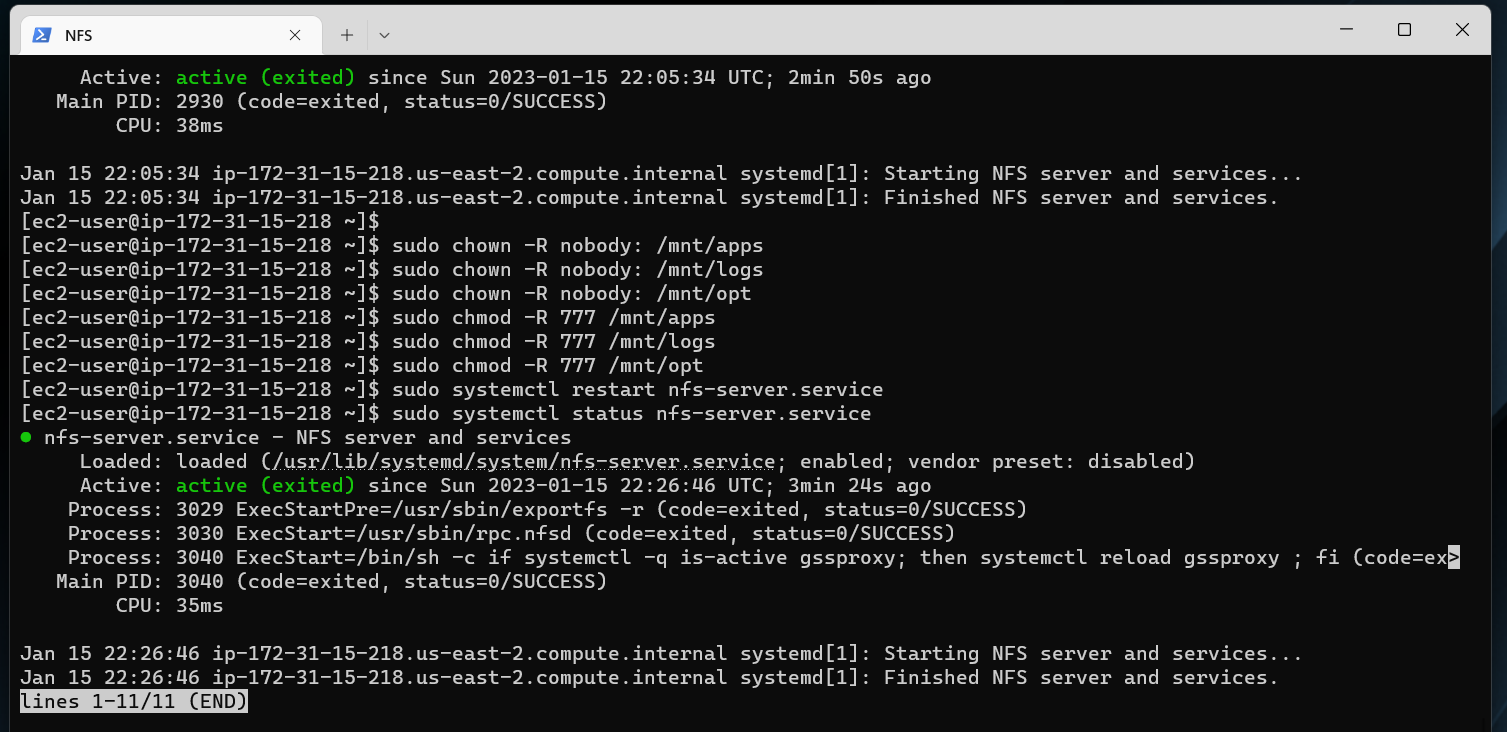 NFS
     Active: active (exited) since Sun 2023-01-15 22:05:34 UTC; 2min 50s ago
   Main PID: 2930 (code=exited, status=0/SUCCESS)
        CPU: 38ms

Jan 15 22:05:34 ip-172-31-15-218.us-east-2.compute.internal systemd[1]: Starting NFS server and services...
Jan 15 22:05:34 ip-172-31-15-218.us-east-2.compute.internal systemd[1]: Finished NFS server and services.
[ec2-user@ip-172-31-15-218 ~]$
[ec2-user@ip-172-31-15-218 ~]$ sudo chown -R nobody: /mnt/apps
[ec2-user@ip-172-31-15-218 ~]$ sudo chown -R nobody: /mnt/logs
[ec2-user@ip-172-31-15-218 ~]$ sudo chown -R nobody: /mnt/opt
[ec2-user@ip-172-31-15-218 ~]$ sudo chmod -R 777 /mnt/apps
[ec2-user@ip-172-31-15-218 ~]$ sudo chmod -R 777 /mnt/logs
[ec2-user@ip-172-31-15-218 ~]$ sudo chmod -R 777 /mnt/opt
[ec2-user@ip-172-31-15-218 ~]$ sudo systemctl restart nfs-server.service
[ec2-user@ip-172-31-15-218 ~]$ sudo systemctl status nfs-server.service
● nfs-server.service - NFS server and services
     Loaded: loaded (/usr/lib/systemd/system/nfs-server.service; enabled; vendor preset: disabled)
     Active: active (exited) since Sun 2023-01-15 22:26:46 UTC; 3min 24s ago
    Process: 3029 ExecStartPre=/usr/sbin/exportfs -r (code=exited, status=0/SUCCESS)
    Process: 3030 ExecStart=/usr/sbin/rpc.nfsd (code=exited, status=0/SUCCESS)
    Process: 3040 ExecStart=/bin/sh -c if systemctl -q is-active gssproxy; then systemctl reload gssproxy ; fi (code=ex>
   Main PID: 3040 (code=exited, status=0/SUCCESS)
        CPU: 35ms

Jan 15 22:26:46 ip-172-31-15-218.us-east-2.compute.internal systemd[1]: Starting NFS server and services...
Jan 15 22:26:46 ip-172-31-15-218.us-east-2.compute.internal systemd[1]: Finished NFS server and services.
lines 1-11/11 (END)